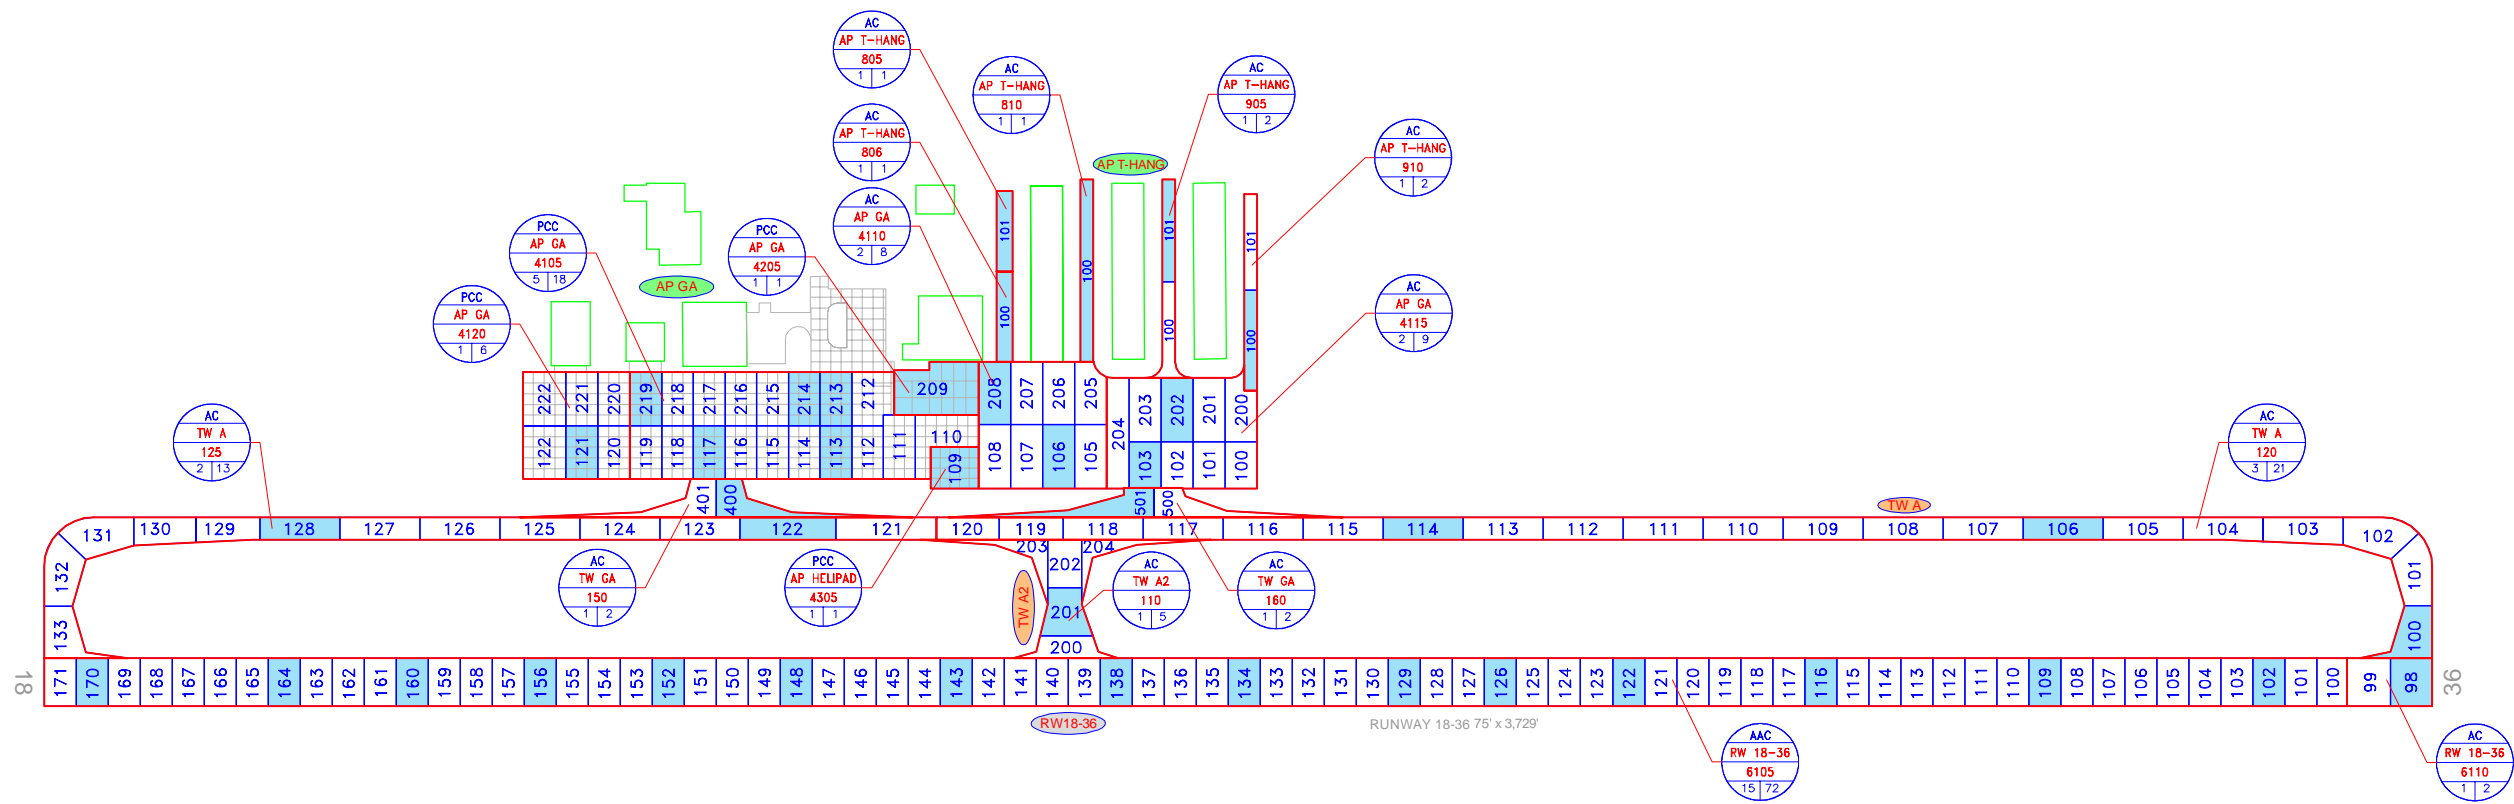 AC
AP T-HANG
805
1 1
AC
AP T-HANG
810
1 1
AC
AP T-HANG
905
1 2
AC
AP T-HANG
806
1 1
AC
AP T-HANG
910
1 2
AP T-HANG
AC
AP GA
4110
2 8
PCC
AP GA
4105
5 18
PCC
AP GA
4205
1 1
AP GA
PCC
AP GA
4120
1 6
AC
AP GA
4115
2 9
101
100
100
101
100
101
100
222 221 220 219 218 217 216 215 214 213 212 209 208 207 206 205 204 203 202 201 200
122 121 120 119 118 117 116 115 114 113 112 111 110 109 108 107 106 105 103 102 101 100
AC
TW A
125
2 13
AC
TW A
120
3 21
401 400 501 500
TW A
131 130 129 128 127 126 125 124 123 122 121 120 119 118 117 116 115 114 113 112 111 110 109 108 107 106 105 104 103 102
132
133
101
100
203 204
202
201
200
TW A2
AC
TW GA
150
1 2
PCC
AP HELIPAD
4305
1 1
AC
TW A2
110
1 5
AC
TW GA
160
1 2
18
171 170 169 168 167 166 165 164 163 162 161 160 159 158 157 156 155 154 153 152 151 150 149 148 147 146 145 144 143 142 141 140 139 138 137 136 135 134 133 132 131 130 129 128 127 126 125 124 123 122 121 120 119 118 117 116 115 114 113 112 111 110 109 108 107 106 105 104 103 102 101 100 99 98
36
RW18-36
RUNWAY 18-36 75' x 3,729'
AAC
RW 18-36
6105
15 72
AC
RW 18-36
6110
1 2